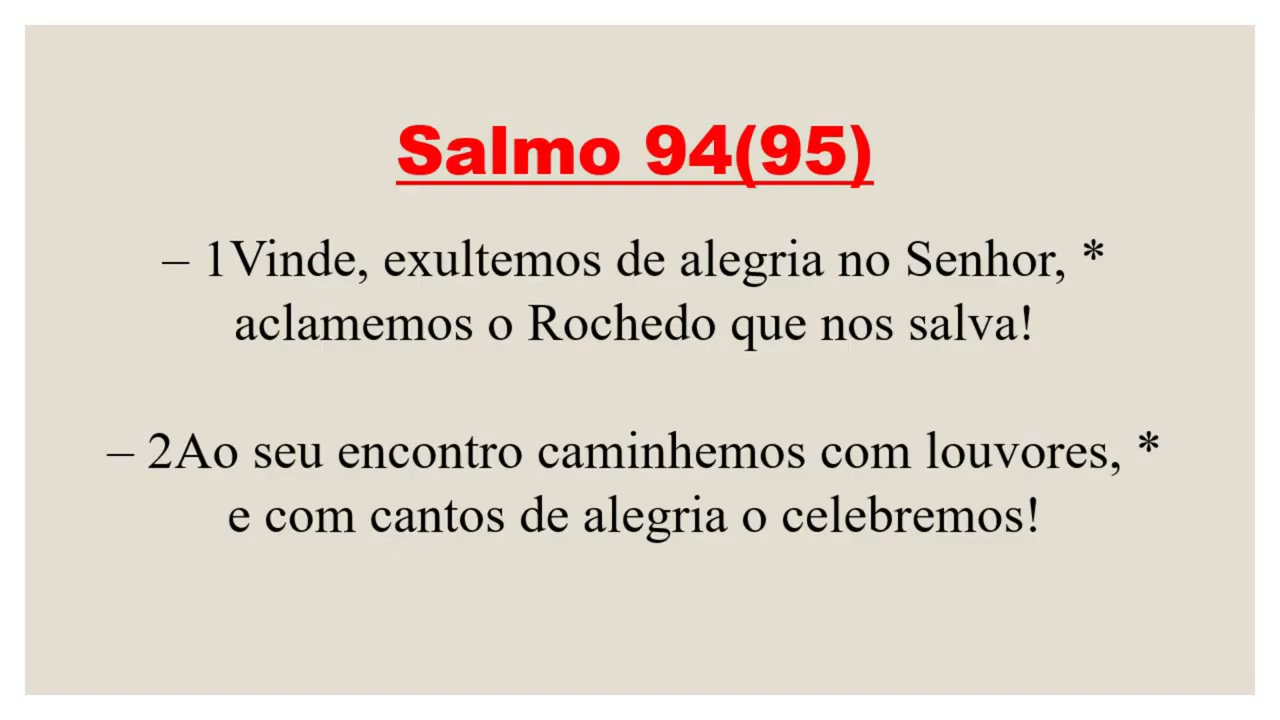 Salmo 94(95)
– 1Vinde, exultemos de alegria no Senhor, *
aclamemos o Rochedo que nos salva!
– 2Ao seu encontro caminhemos com louvores, *
e com cantos de alegria o celebremos!